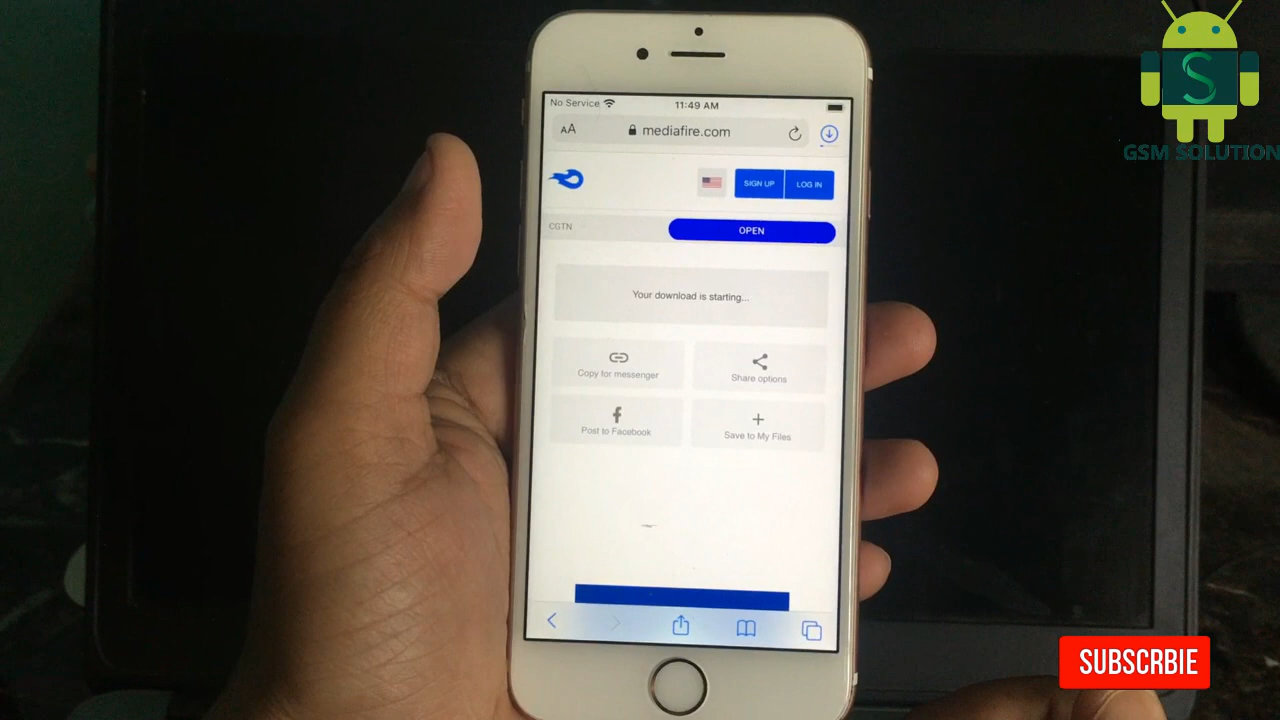 GSM SOLUTION
No Service
11:49 AM
AA
mediafire.com
SIGN UP
LOG IN
CGTN
OPEN
Your download is starting...
Copy for messenger
Share options
Post to Facebook
Save to My Files
SUBSCRBIE